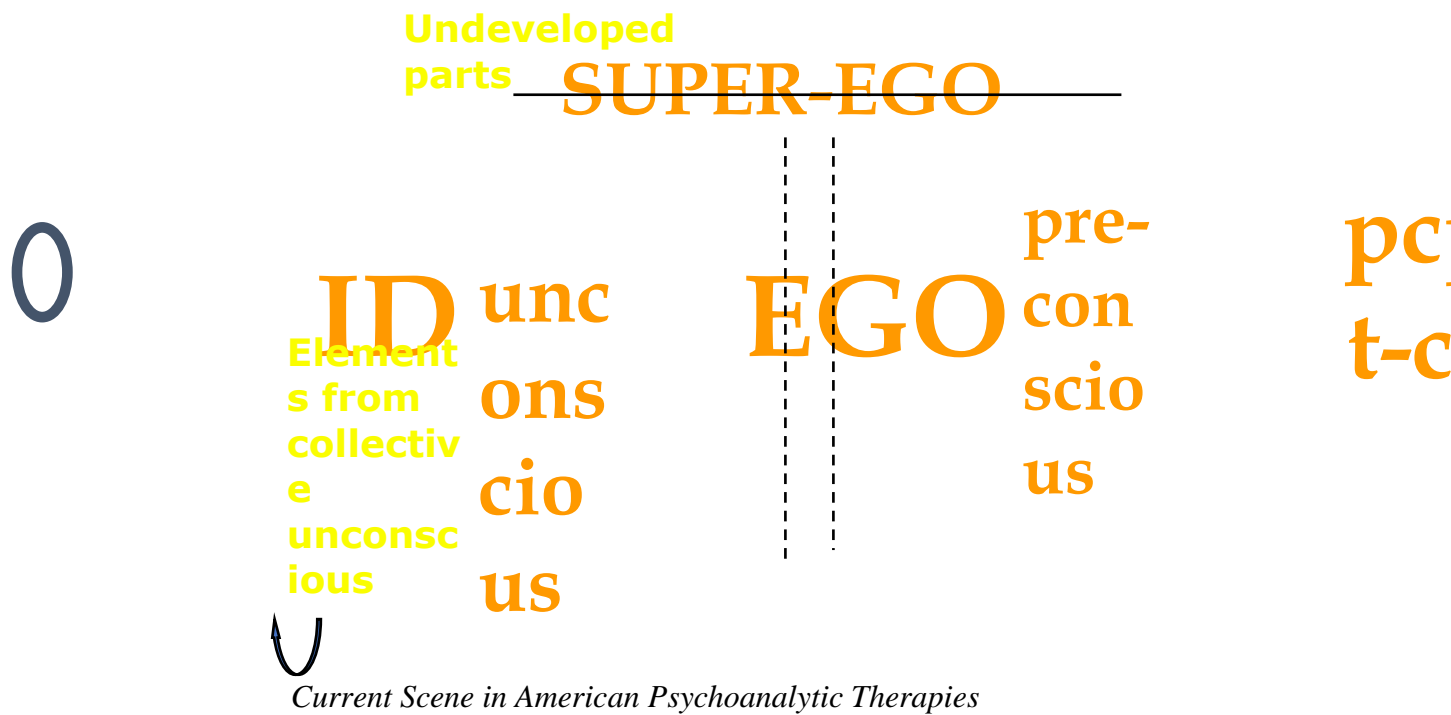 Undeveloped
parts
SUPER-EGO
ID
unc
ons
cio
us
EGO
pre-
con
scio
us
Element
s from
collectiv
e
unconsc
ious
Current Scene in American Psychoanalytic Therapies